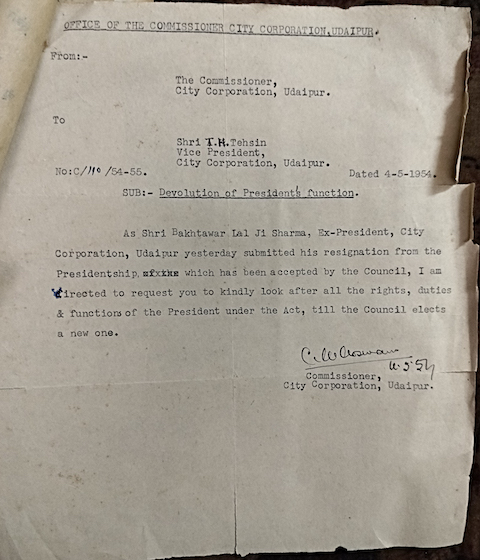 OFFICE OF THE COMMISSIONER CITY CORPORATION,UDAIPUR.
From:-
The Commissioner,
City Corporation, Udaipur.
To
Shri T.H.Tehsin
Vice President,
City Corporation, Udaipur.
No:C/110/54-55. Dated 4-5-1954.
SUB:- Devolution of President's function.
As Shri Bakhtawar Lal Ji Sharma, Ex-President, City
Corporation, Udaipur yesterday submitted his resignation from the
Presidentship, which has been accepted by the Council, I am
directed to request you to kindly look after all the rights, duties
& functions of the President under the Act, till the Council elects
a new one.
Commissioner,
City Corporation, Udaipur.